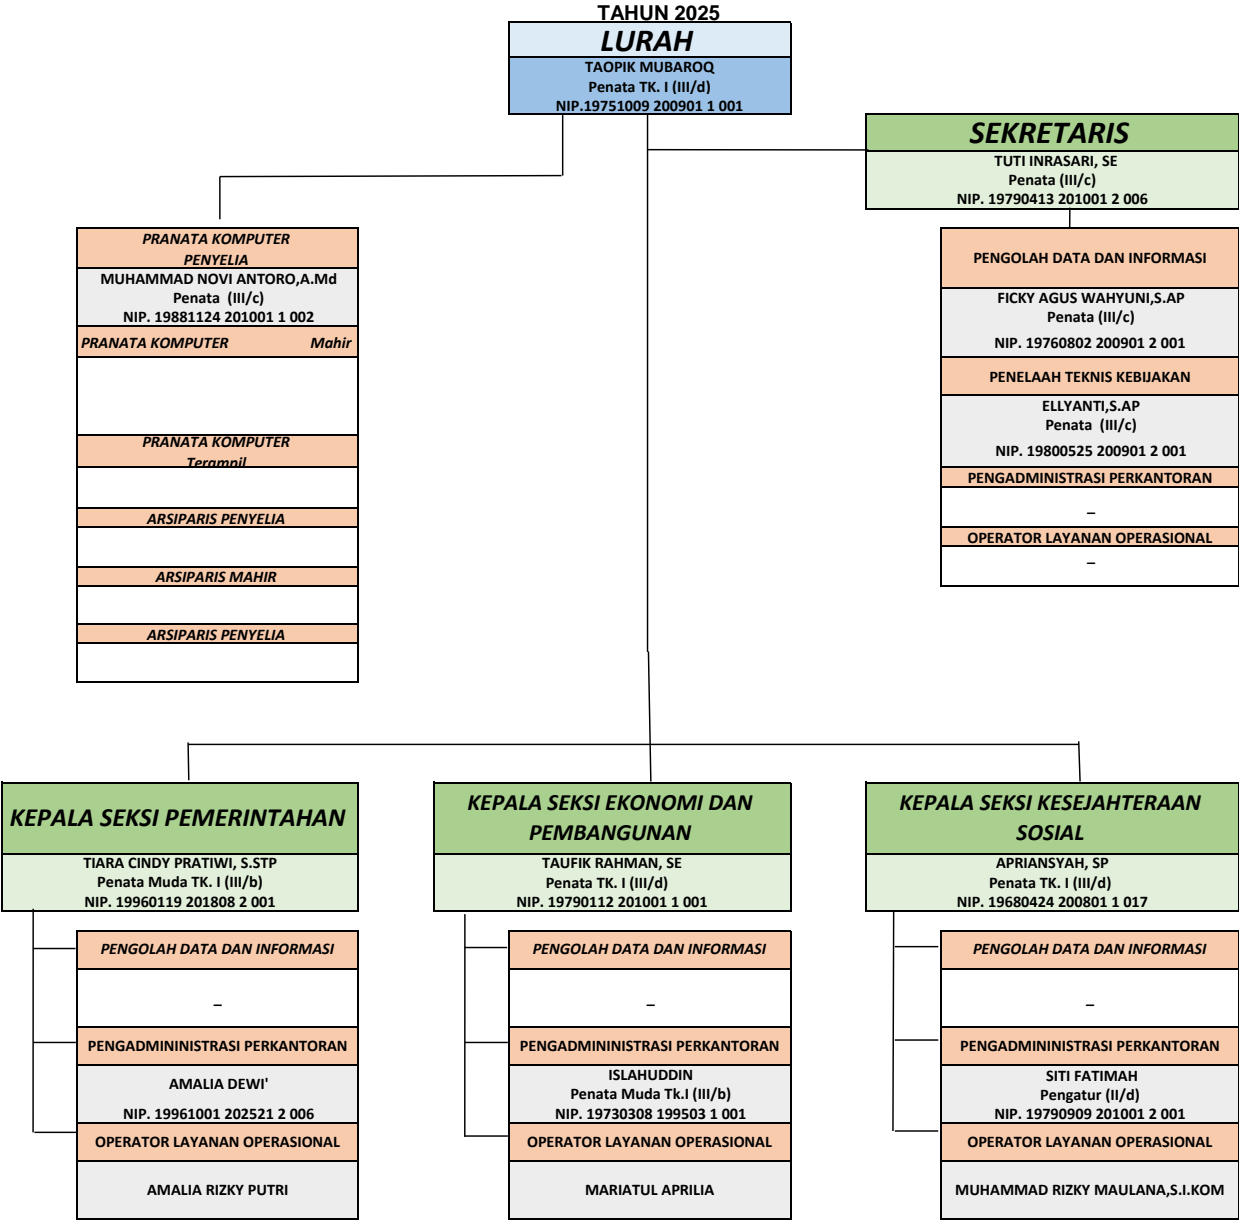 TAHUN 2025
LURAH
TAOPIK MUBAROQ
Penata TK. I (III/d)
NIP.19751009 200901 1 001
SEKRETARIS
TUTI INRASARI, SE
Penata (III/c)
NIP. 19790413 201001 2 006
PRANATA KOMPUTER
PENYELIA
MUHAMMAD NOVI ANTORO,A.Md
Penata (III/c)
NIP. 19881124 201001 1 002
PRANATA KOMPUTER Mahir
PRANATA KOMPUTER
Terampil
ARSIPARIS PENYELIA
ARSIPARIS MAHIR
ARSIPARIS PENYELIA
PENGOLAH DATA DAN INFORMASI
FICKY AGUS WAHYUNI,S.AP
Penata (III/c)
NIP. 19760802 200901 2 001
PENELAAH TEKNIS KEBIJAKAN
ELLYANTI,S.AP
Penata (III/c)
NIP. 19800525 200901 2 001
PENGADMINISTRASI PERKANTORAN
–
OPERATOR LAYANAN OPERASIONAL
–
KEPALA SEKSI PEMERINTAHAN
TIARA CINDY PRATIWI, S.STP
Penata Muda TK. I (III/b)
NIP. 19960119 201808 2 001
PENGOLAH DATA DAN INFORMASI
–
PENGADMININISTRASI PERKANTORAN
AMALIA DEWI'
NIP. 19961001 202521 2 006
OPERATOR LAYANAN OPERASIONAL
AMALIA RIZKY PUTRI
KEPALA SEKSI EKONOMI DAN
PEMBANGUNAN
TAUFIK RAHMAN, SE
Penata TK. I (III/d)
NIP. 19790112 201001 1 001
PENGOLAH DATA DAN INFORMASI
–
PENGADMININISTRASI PERKANTORAN
ISLAHUDDIN
Penata Muda Tk.I (III/b)
NIP. 19730308 199503 1 001
OPERATOR LAYANAN OPERASIONAL
MARIATUL APRILIA
KEPALA SEKSI KESEJAHTERAAN
SOSIAL
APRIANSYAH, SP
Penata TK. I (III/d)
NIP. 19680424 200801 1 017
PENGOLAH DATA DAN INFORMASI
–
PENGADMININISTRASI PERKANTORAN
SITI FATIMAH
Pengatur (II/d)
NIP. 19790909 201001 2 001
OPERATOR LAYANAN OPERASIONAL
MUHAMMAD RIZKY MAULANA,S.I.KOM